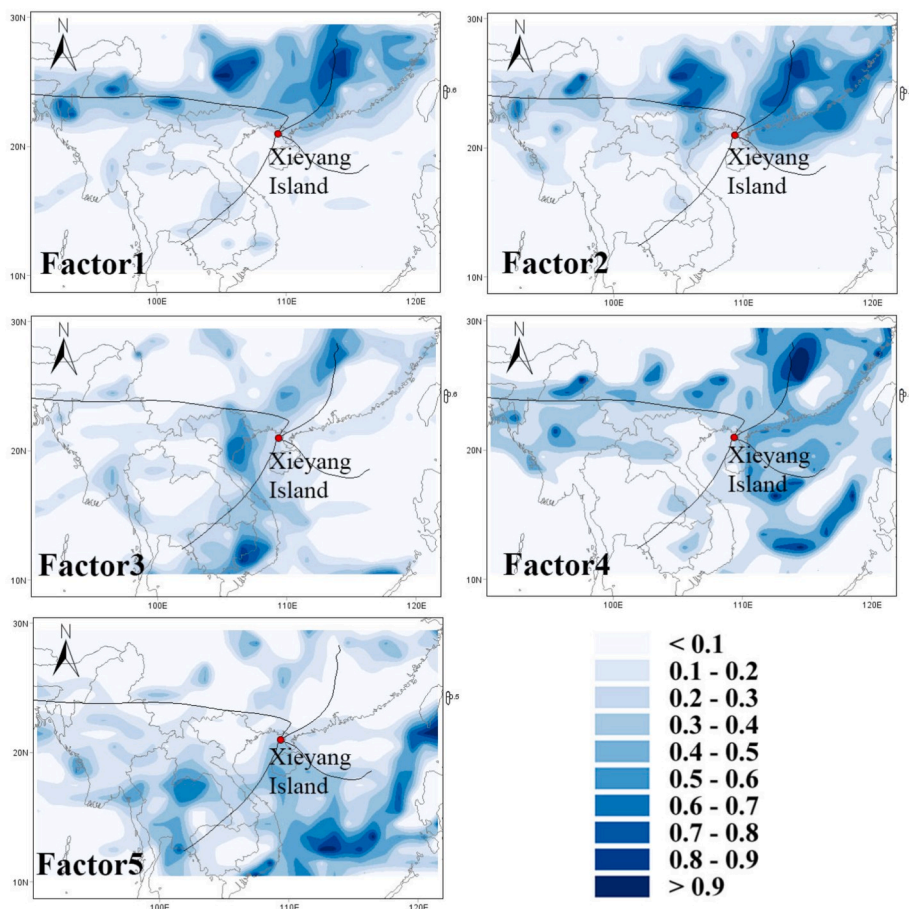 30N
N
20N
Xieyang
Island
Factor1
10N
100E
110E
120E
30N
N
20N
Xieyang
Island
Factor2
10N
100E
110E
120E
30N
N
20N
Xieyang
Island
Factor3
10N
100E
110E
120E
30N
N
20N
Xieyang
Island
Factor4
10N
100E
110E
120E
30N
N
20N
Xieyang
Island
Factor5
10N
100E
110E
120E
< 0.1
0.1 - 0.2
0.2 - 0.3
0.3 - 0.4
0.4 - 0.5
0.5 - 0.6
0.6 - 0.7
0.7 - 0.8
0.8 - 0.9
> 0.9